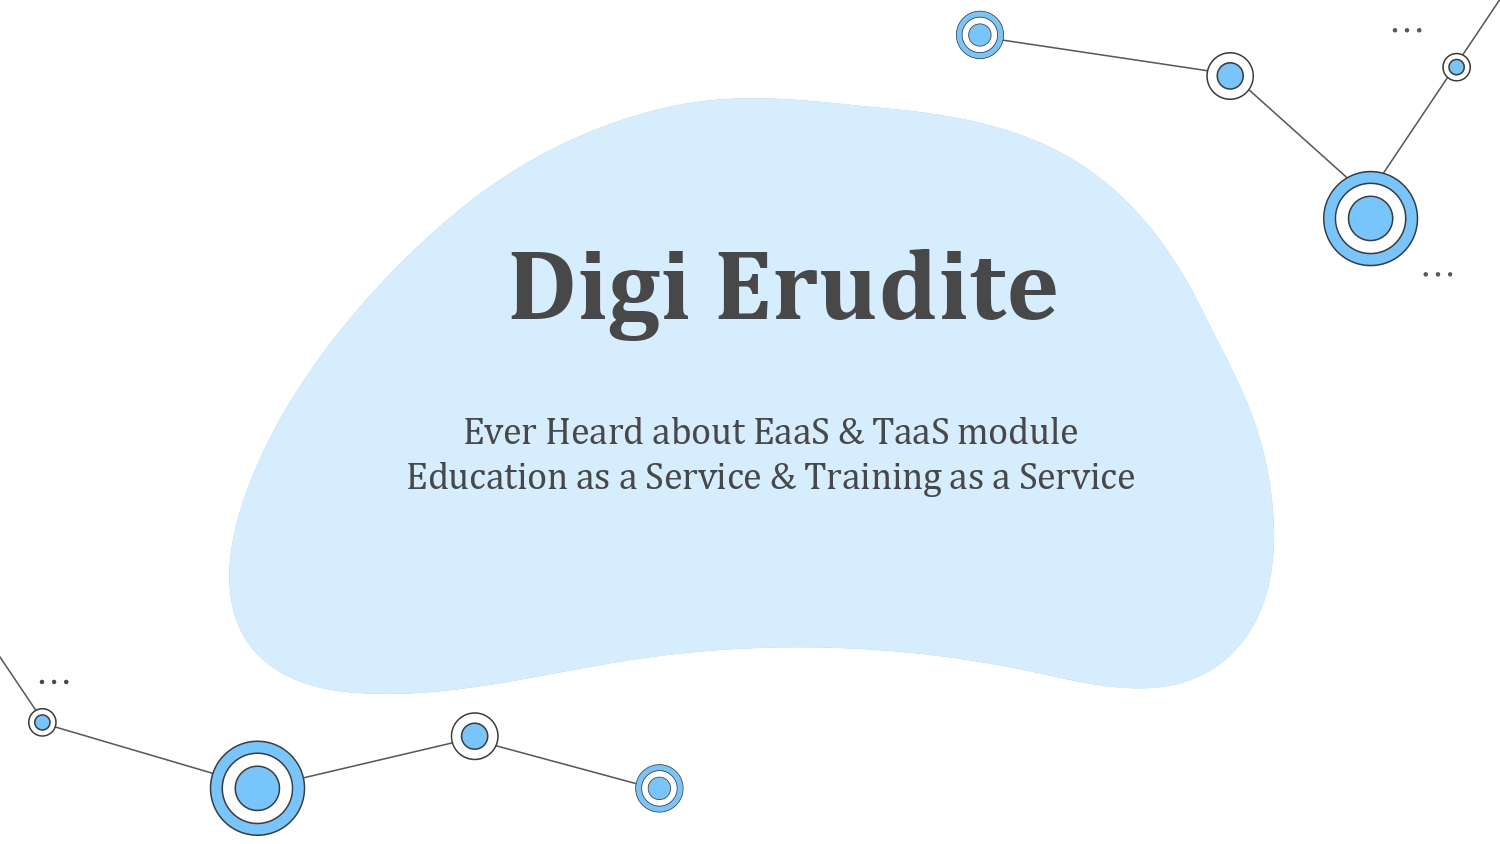 Digi Erudite
Ever Heard about EaaS & TaaS module
Education as a Service & Training as a Service